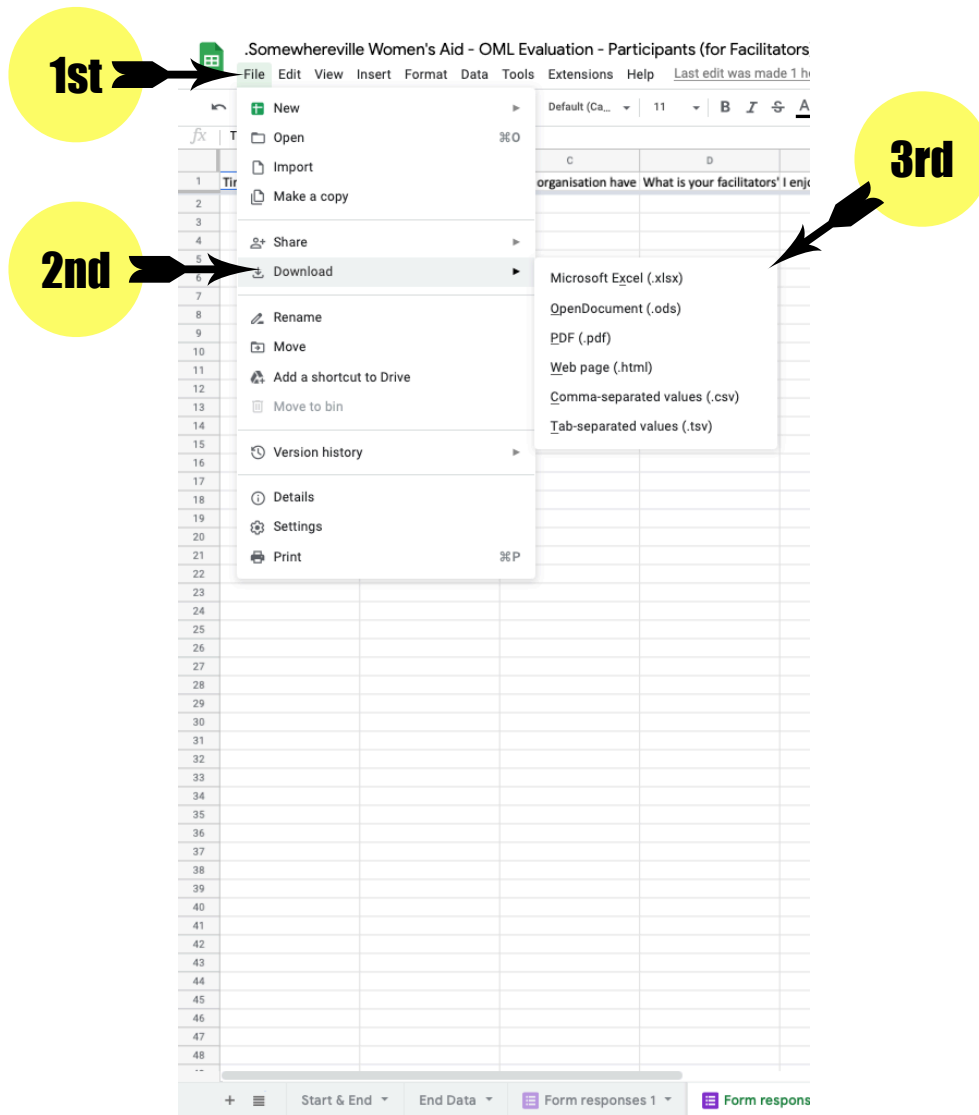 1st
.Somewhereville Women's Aid - OML Evaluation - Participants (for Facilitators
File Edit View Insert Format Data Tools Extensions Help Last edit was made 1 h
Default (Ca... 11 B I S A
fx T
C D
1 Tir organisation have What is your facilitators' I enj
New
Open ⌘O
Import
Make a copy
Share
Download
Rename
Move
Add a shortcut to Drive
Move to bin
Version history
Details
Settings
Print ⌘P
2nd
3rd
Microsoft Excel (.xlsx)
OpenDocument (.ods)
PDF (.pdf)
Web page (.html)
Comma-separated values (.csv)
Tab-separated values (.tsv)
2
3
4
5
6
7
8
9
10
11
12
13
14
15
16
17
18
19
20
21
22
23
24
25
26
27
28
29
30
31
32
33
34
35
36
37
38
39
40
41
42
43
44
45
46
47
48
+ Start & End End Data Form responses 1 Form respons